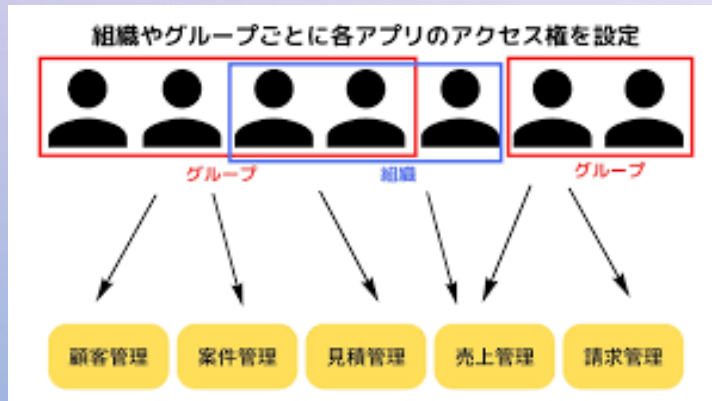 組織やグループごとに各アプリのアクセス権を設定
グループ
組織
グループ
顧客管理
案件管理
見積管理
売上管理
請求管理